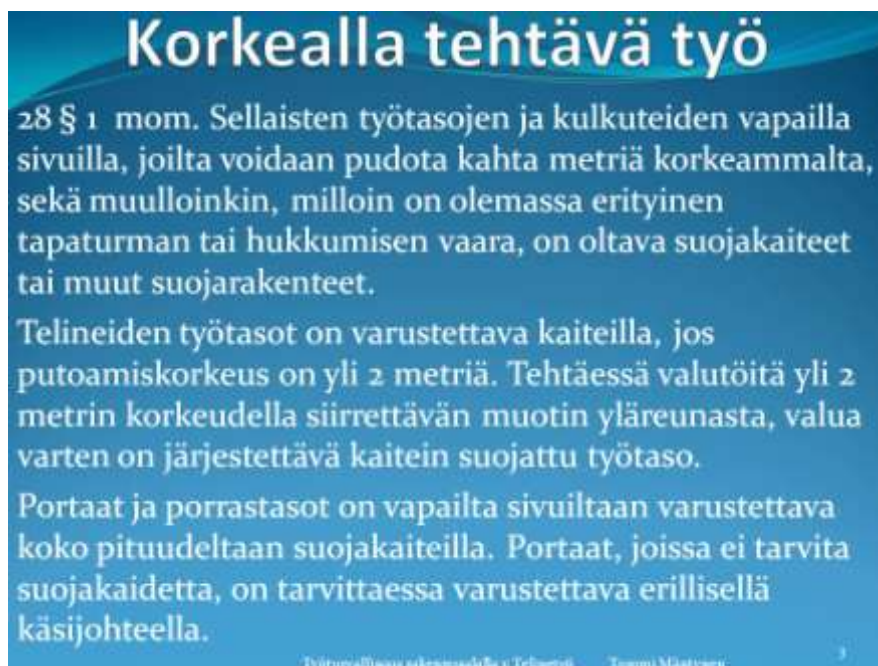 Korkealla tehtävä työ
28 § 1 mom. Sellaisten työtasojen ja kulkuteiden vapailla
sivuilla, joilta voidaan pudota kahta metriä korkeammalta,
sekä muulloinkin, milloin on olemassa erityinen
tapaturman tai hukkumisen vaara, on oltava suojakaiteet
tai muut suojarakenteet.
Telineiden työtasot on varustettava kaiteilla, jos
putoamiskorkeus on yli 2 metriä. Tehtäessä valutöitä yli 2
metrin korkeudella siirrettävän muotin yläreunasta, valua
varten on järjestettävä kaitein suojattu työtaso.
Portaat ja porrastasot on vapailta sivuiltaan varustettava
koko pituudeltaan suojakaiteilla. Portaat, joissa ei tarvita
suojakaidetta, on tarvittaessa varustettava erillisellä
käsijohteella.